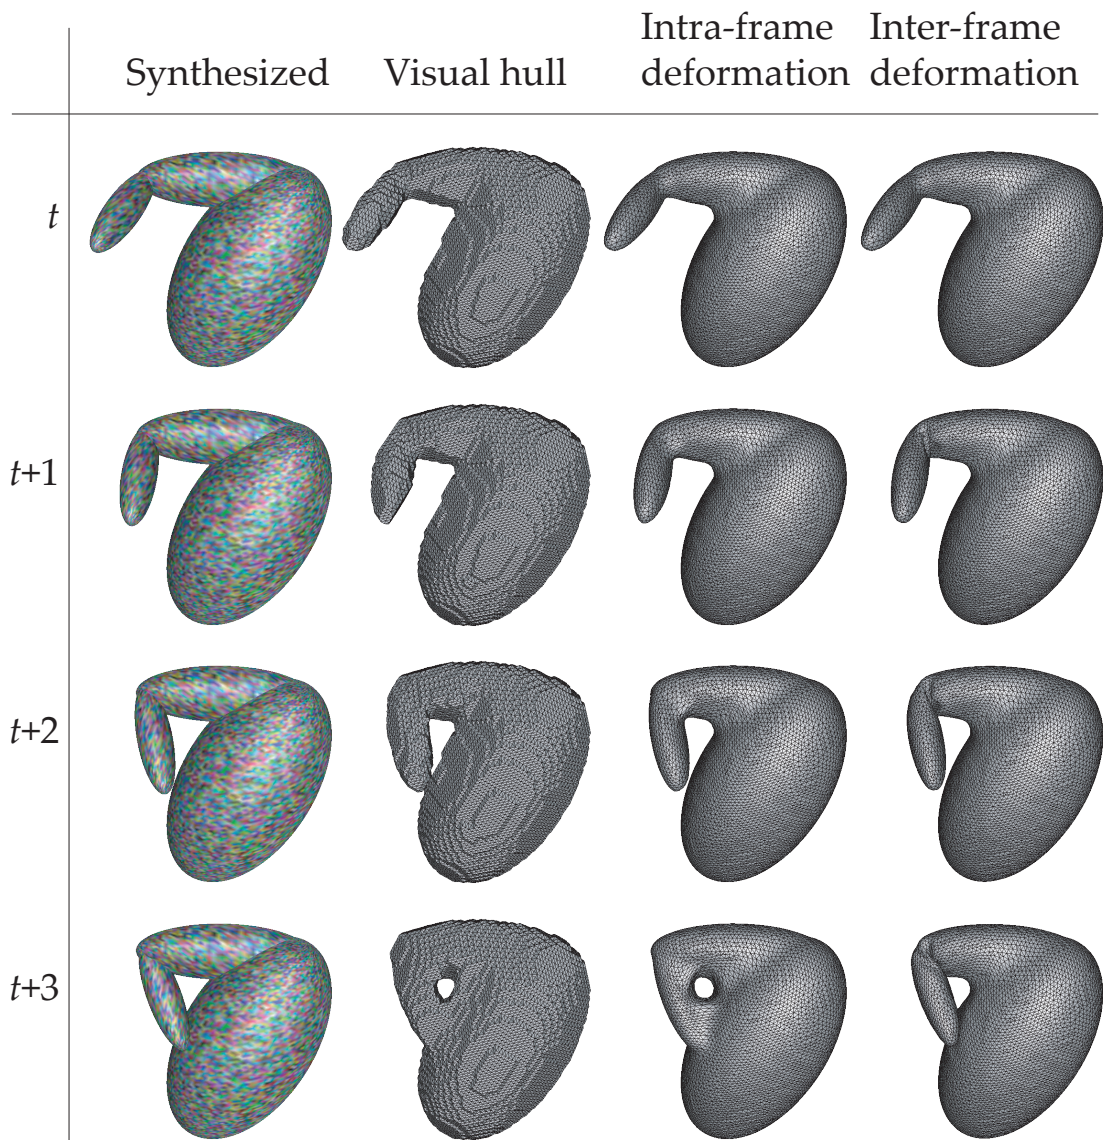 Synthesized
Visual hull
Intra-frame
deformation
Inter-frame
deformation
t
t+1
t+2
t+3